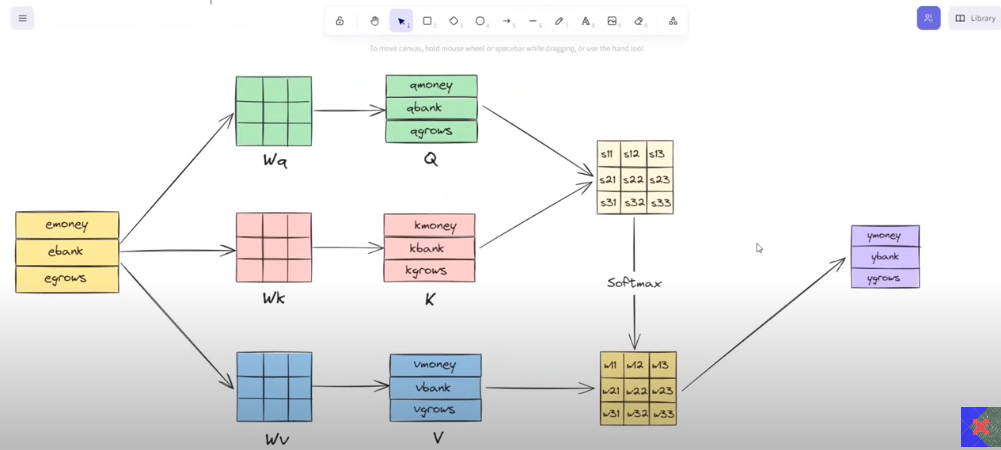 Library
To move canvas, hold mouse wheel or spacebar while dragging, or use the hand tool
emoney
ebank
egrows
Wq
qmoney
qbank
qgrows
Q
Wk
kmoney
kbank
kgrows
K
Wv
vmoney
vbank
vgrows
V
s11 s12 s13
s21 s22 s23
s31 s32 s33
Softmax
w11 w12 w13
w21 w22 w23
w31 w32 w33
ymoney
ybank
ygrows